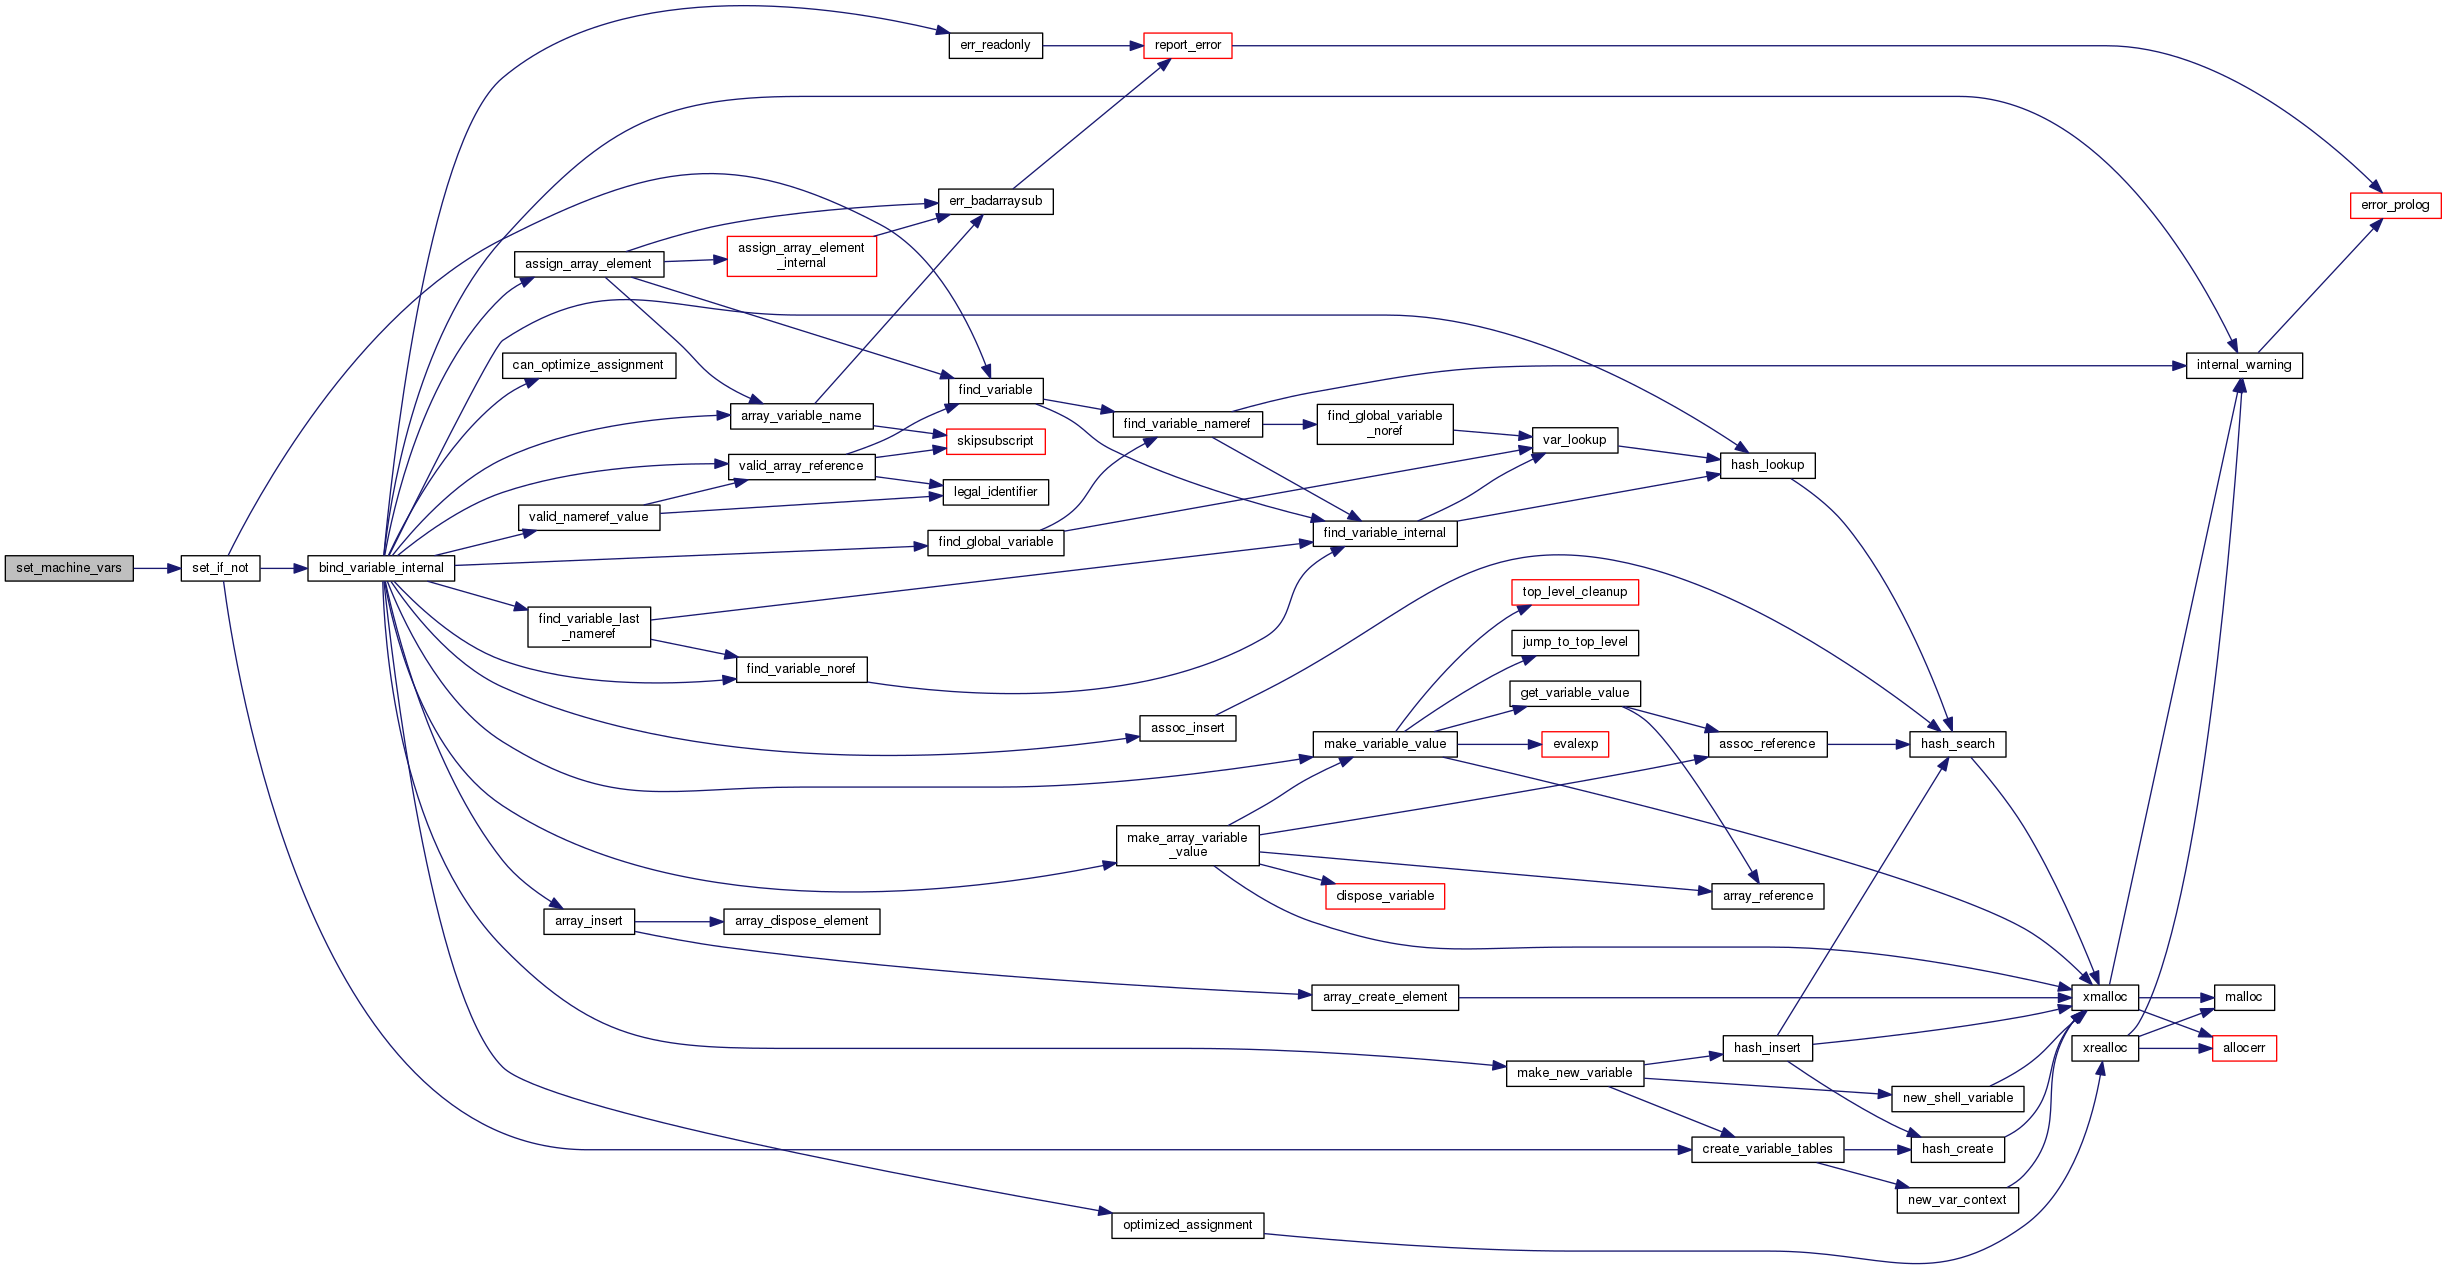 set_machine_vars
set_if_not
bind_variable_internal
err_readonly
report_error
error_prolog
err_badarraysub
assign_array_element
assign_array_element
_internal
can_optimize_assignment
find_variable
array_variable_name
skipsubscript
valid_array_reference
legal_identifier
valid_nameref_value
find_global_variable
find_variable_nameref
find_global_variable
_noref
var_lookup
hash_lookup
internal_warning
find_variable_internal
find_variable_last
_nameref
find_variable_noref
top_level_cleanup
jump_to_top_level
get_variable_value
assoc_insert
make_variable_value
evalexp
assoc_reference
hash_search
make_array_variable
_value
dispose_variable
array_reference
array_insert
array_dispose_element
array_create_element
xmalloc
malloc
hash_insert
xrealloc
allocerr
make_new_variable
new_shell_variable
create_variable_tables
hash_create
new_var_context
optimized_assignment